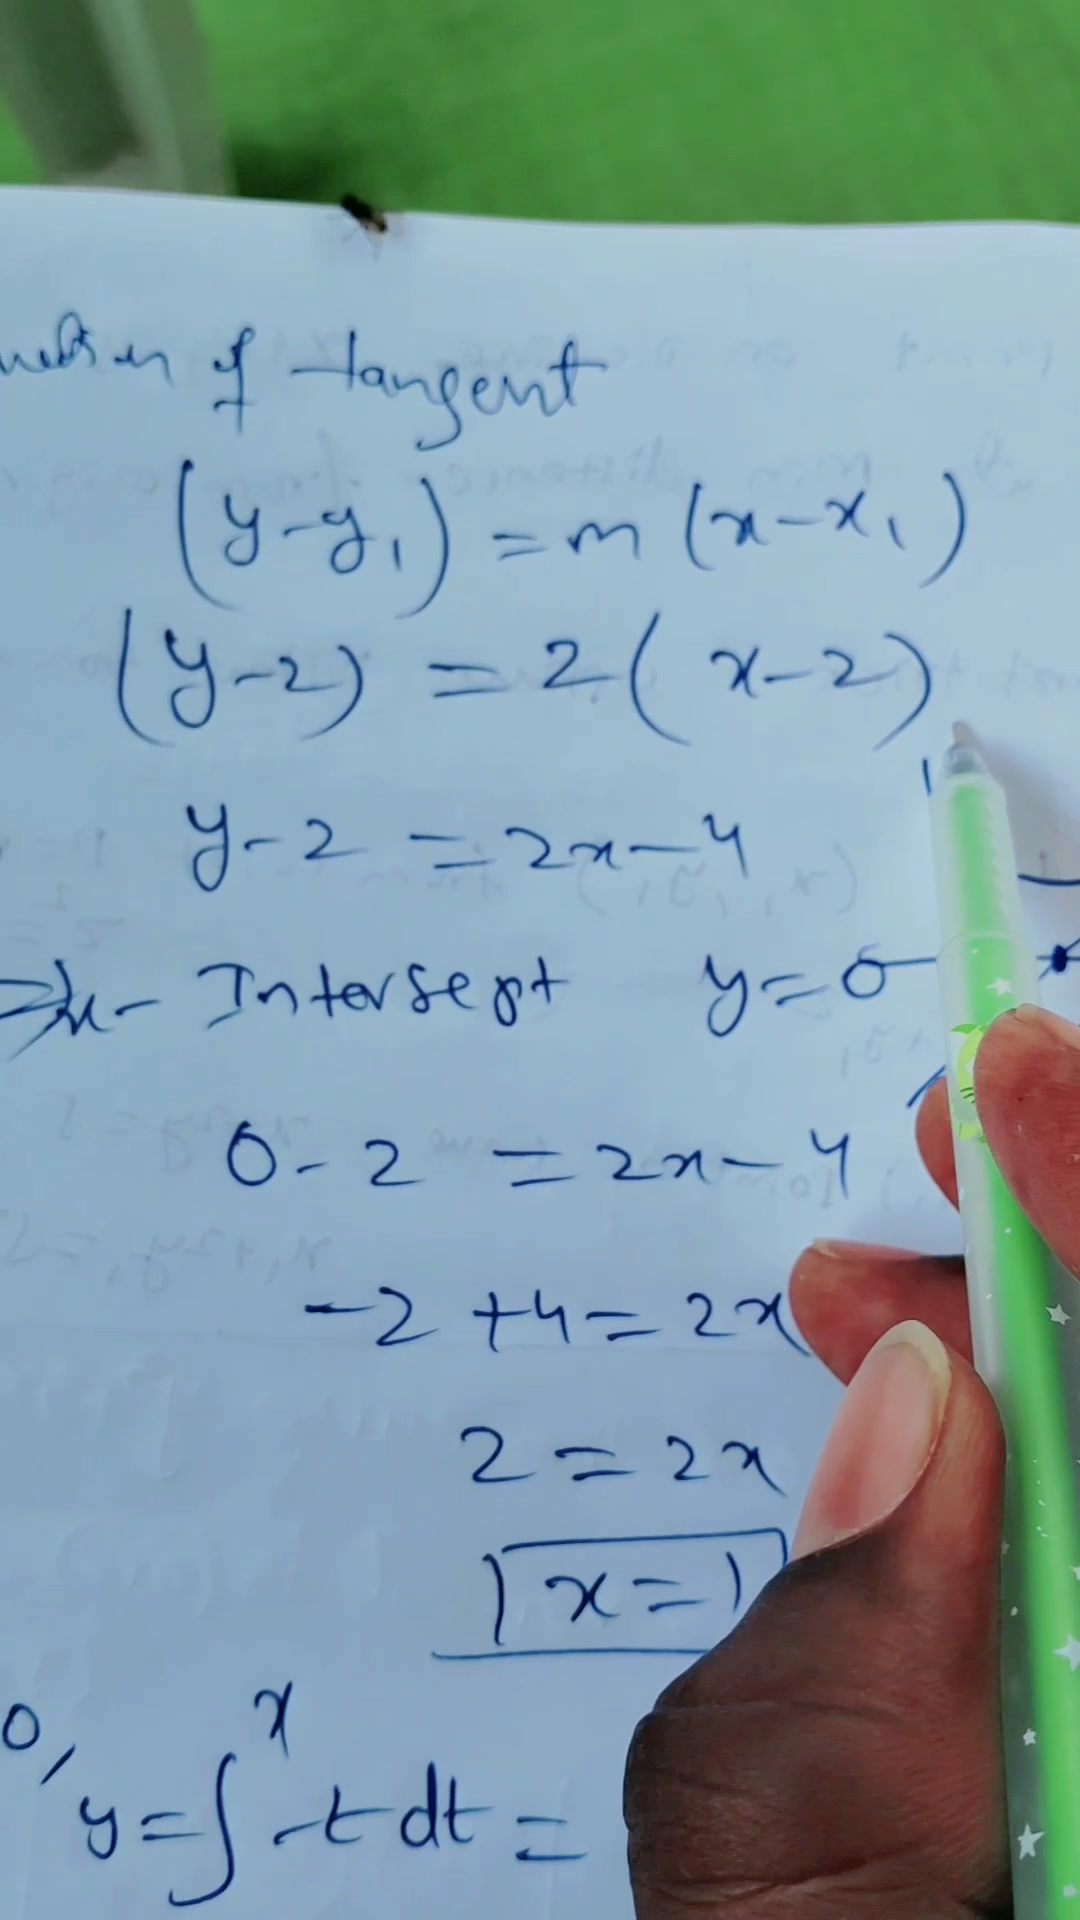 of tangent
(y-y₁) = m (x-x₁)
(y-2) = 2( x-2)
y-2 = 2x-4
⇒ x- Intersept y=0
0-2 = 2x-4
-2 +4 = 2x
2 = 2x
x=1
0,
y=∫ˣ -t dt =